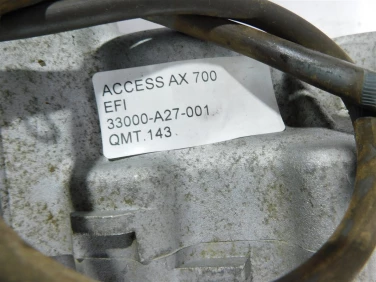 ACCESS AX 700
EFI
33000-A27-001
QMT.143.